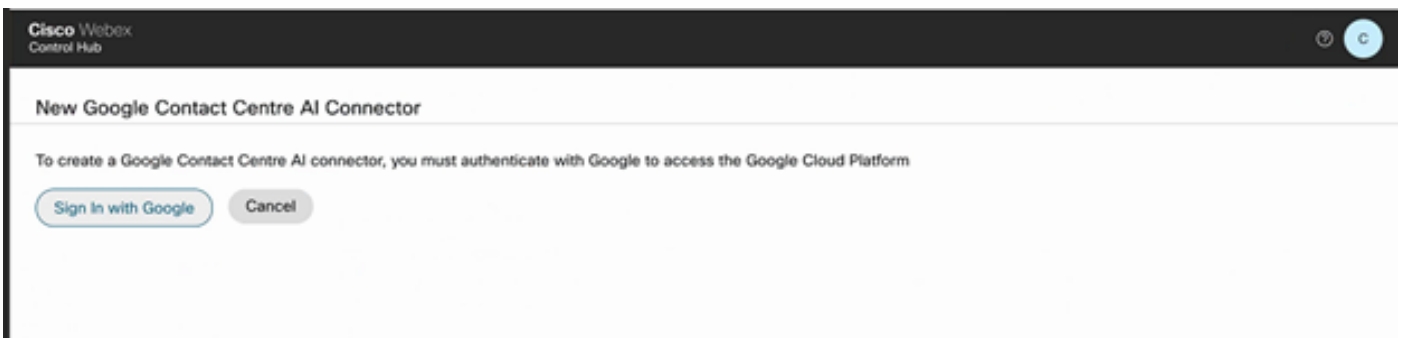 Cisco Webex
Control Hub
?
C
New Google Contact Centre AI Connector
To create a Google Contact Centre AI connector, you must authenticate with Google to access the Google Cloud Platform
Sign In with Google
Cancel